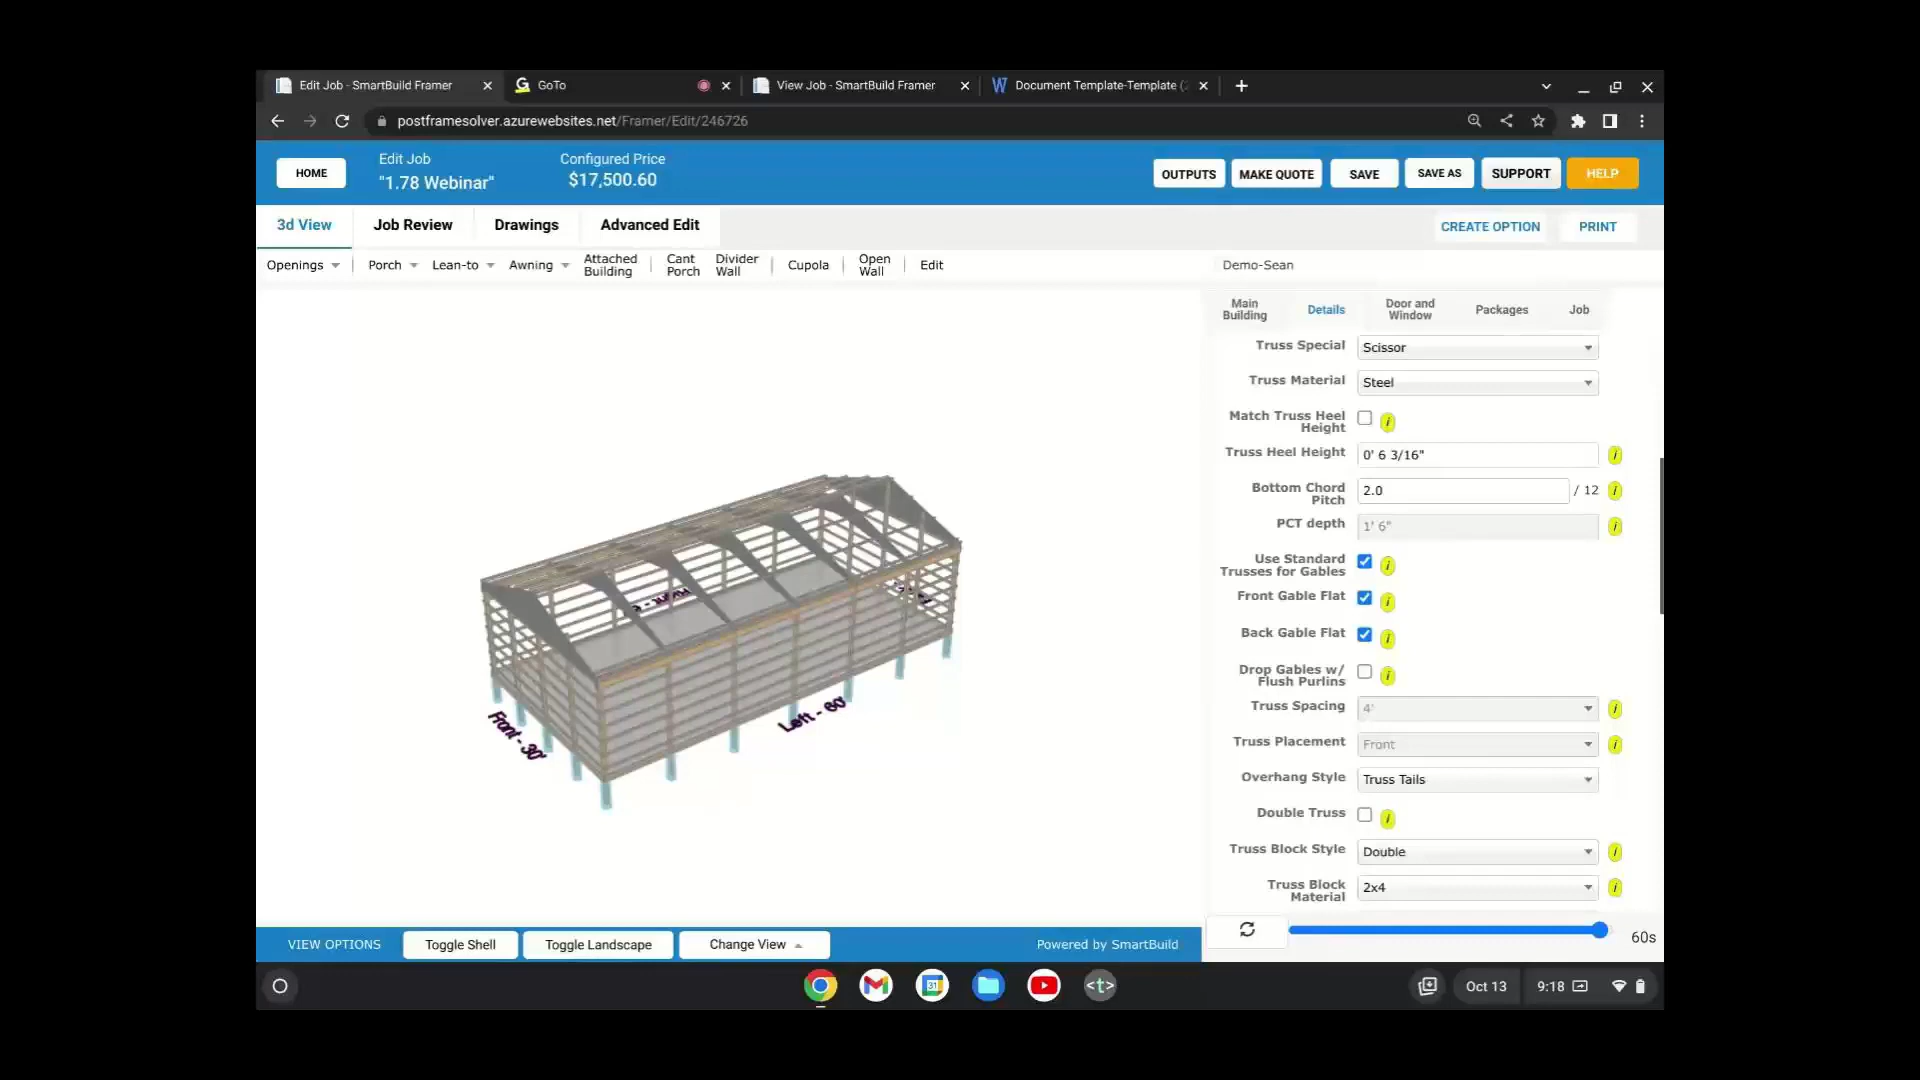 Edit Job - SmartBuild Framer
GoTo
View Job - SmartBuild Framer
Document Template-Template (
postframesolver.azurewebsites.net/Framer/Edit/246726
HOME
Edit Job
"1.78 Webinar"
Configured Price
$17,500.60
OUTPUTS
MAKE QUOTE
SAVE
SAVE AS
SUPPORT
HELP
3d View
Job Review
Drawings
Advanced Edit
CREATE OPTION
PRINT
Openings
Porch
Lean-to
Awning
Attached
Building
Cant
Porch
Divider
Wall
Cupola
Open
Wall
Edit
Demo-Sean
Main
Building
Details
Door and
Window
Packages
Job
Truss Special
Scissor
Truss Material
Steel
Match Truss Heel
Height
i
Truss Heel Height
0' 6 3/16"
i
Bottom Chord
Pitch
2.0
/ 12
i
PCT depth
1' 6"
i
Use Standard
Trusses for Gables
i
Front Gable Flat
i
Back Gable Flat
i
Drop Gables w/
Flush Purlins
i
Truss Spacing
4'
i
Truss Placement
Front
i
Overhang Style
Truss Tails
Double Truss
i
Truss Block Style
Double
i
Truss Block
Material
2x4
i
Front - 30'
Left - 60'
60s
VIEW OPTIONS
Toggle Shell
Toggle Landscape
Change View
Powered by SmartBuild
31
<t>
Oct 13
9:18